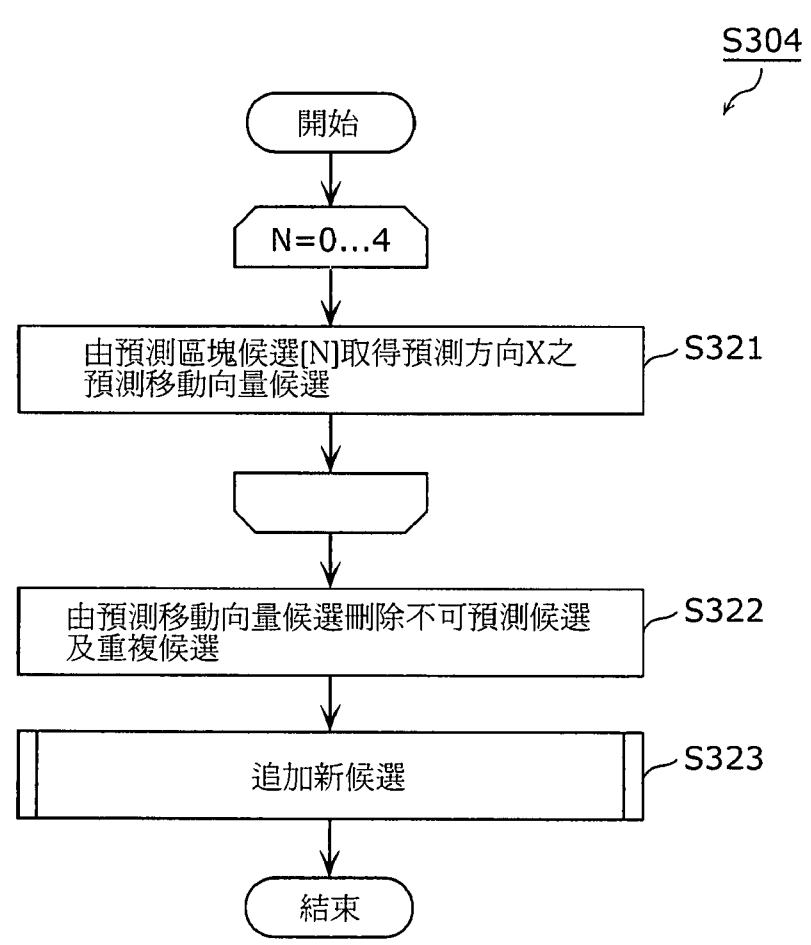 S304
開始
N=0...4
由預測區塊候選[N]取得預測方向X之
預測移動向量候選
S321
由預測移動向量候選刪除不可預測候選
及重複候選
S322
追加新候選
S323
結束